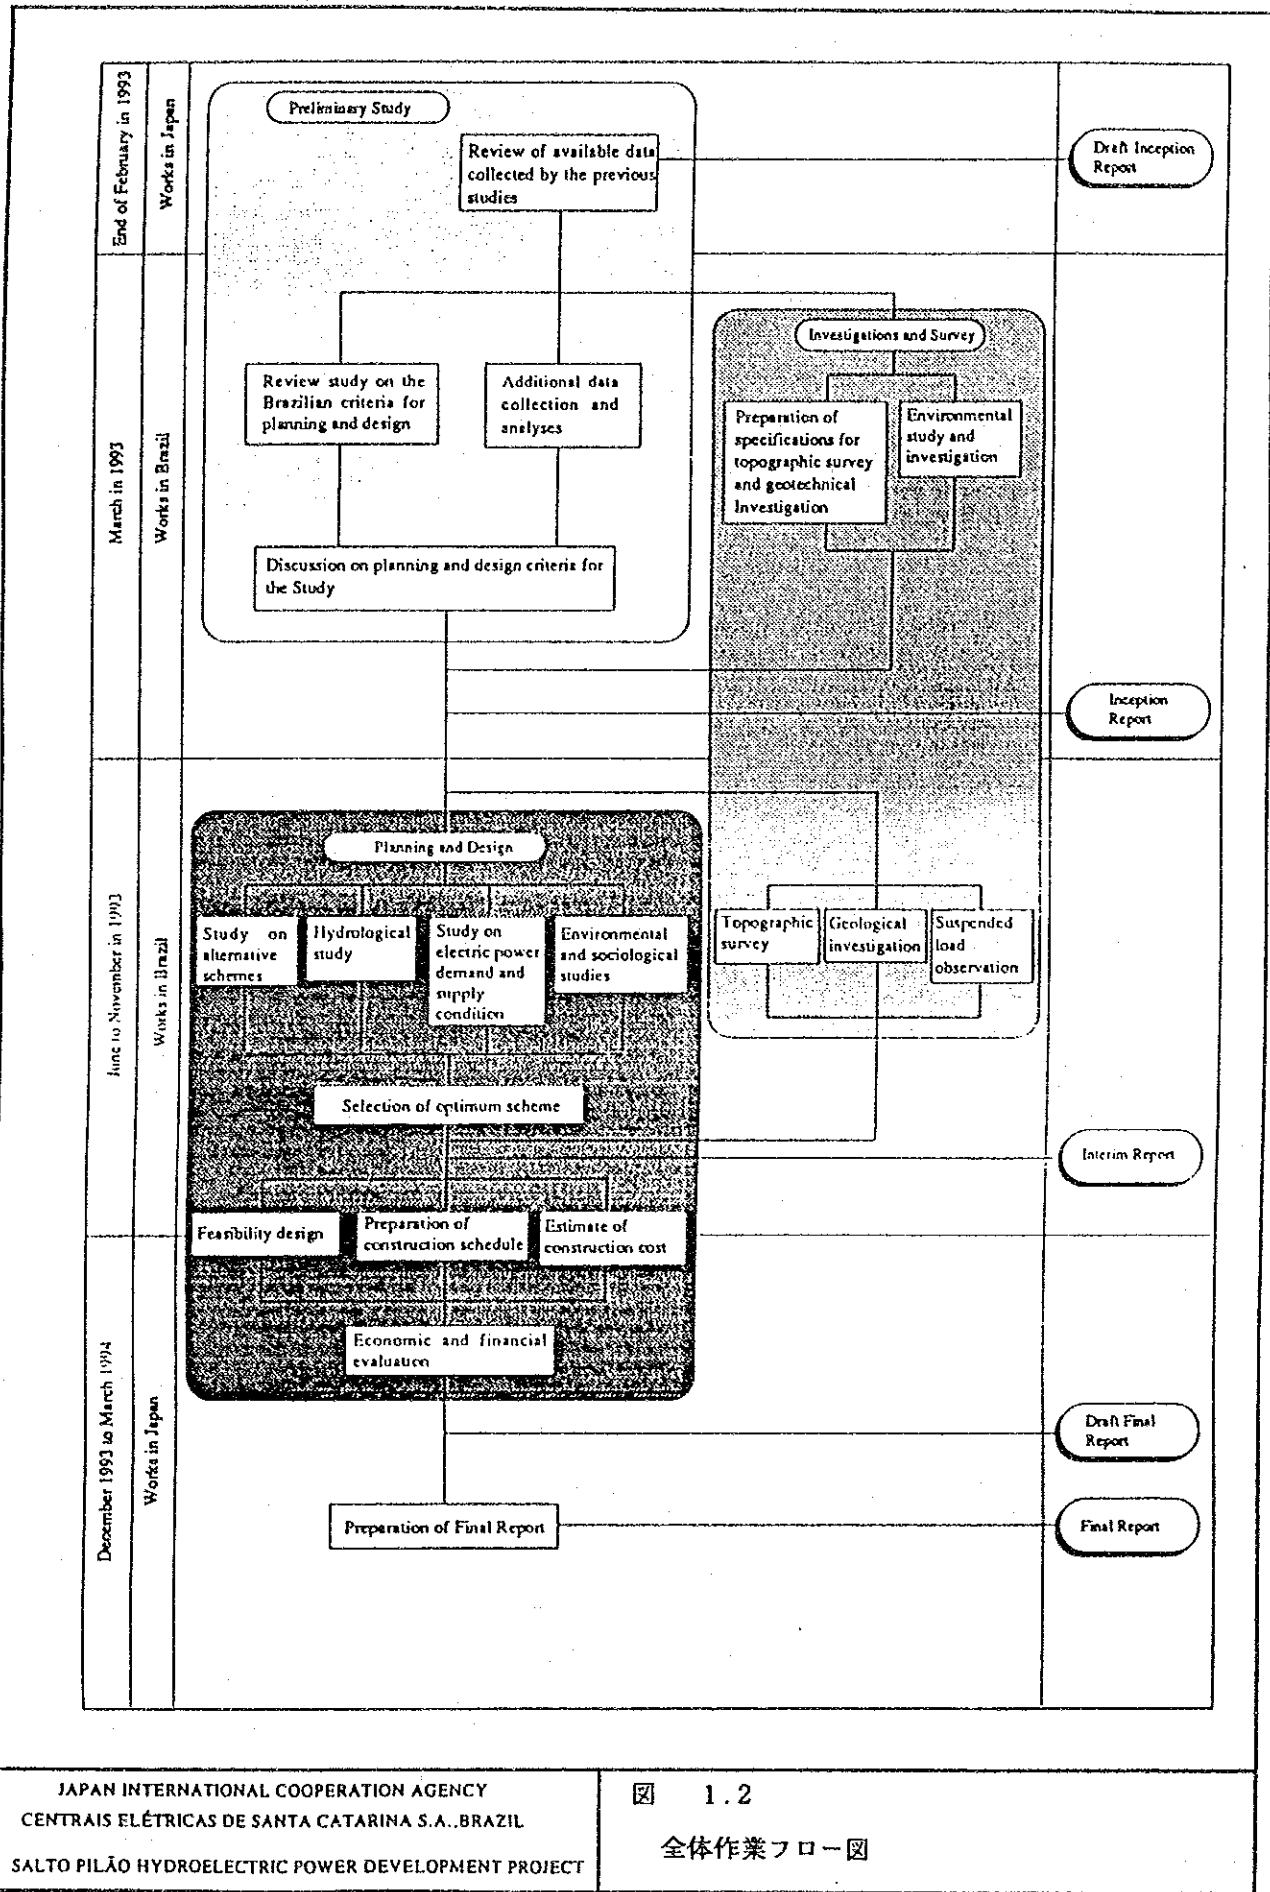 End of February in 1993
Works in Japan
Preliminary Study
Review of available data
collected by the previous
studies
Draft Inception
Report
March in 1993
Works in Brazil
Investigations and Survey
Review study on the
Brazilian criteria for
planning and design
Additional data
collection and
analyses
Preparation of
specifications for
topographic survey
and geotechnical
Investigation
Environmental
study and
investigation
Discussion on planning and design criteria for
the Study
Inception
Report
June to November in 1993
Works in Brazil
Planning and Design
Study on
alternative
schemes
Hydrological
study
Study on
electric power
demand and
supply
condition
Environmental
and sociological
studies
Topographic
survey
Geological
investigation
Suspended
load
observation
Selection of optimum scheme
Interim Report
Feasibility design
Preparation of
construction schedule
Estimate of
construction cost
December 1993 to March 1994
Works in Japan
Economic and financial
evaluation
Draft Final
Report
Preparation of Final Report
Final Report
JAPAN INTERNATIONAL COOPERATION AGENCY
CENTRAIS ELÉTRICAS DE SANTA CATARINA S.A..BRAZIL
SALTO PILÃO HYDROELECTRIC POWER DEVELOPMENT PROJECT
図 1.2
全体作業フロー図